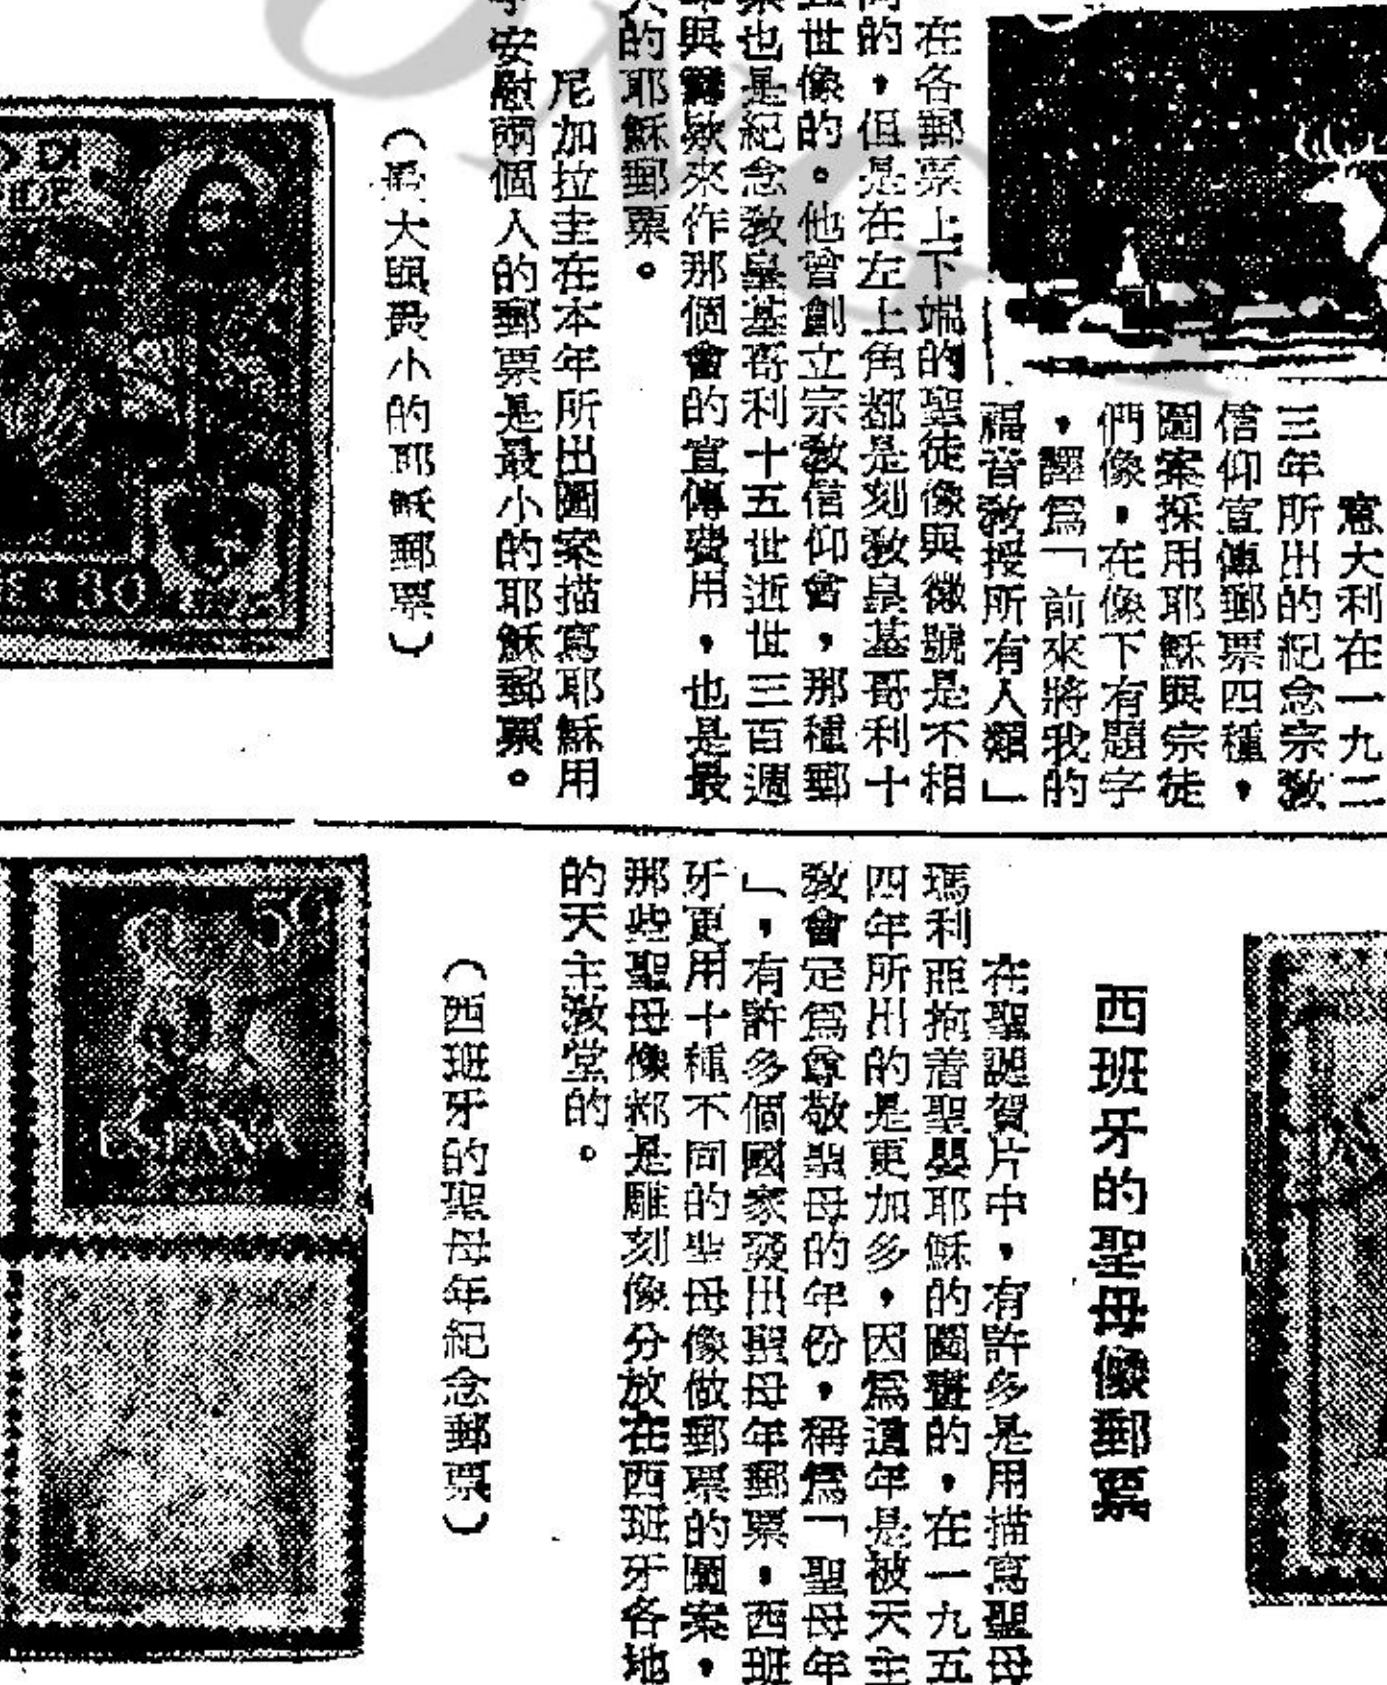 意大利在一九二
三年所出的紀念宗教
信仰宣傳郵票四種，
圖案採用耶穌與宗徒
們像，在像下有題字
，譯爲「前來將我的
福音教授所有人類」
在各郵票上下端的聖徒像與徽號是不相
同的，但是在左上角都是刻教皇基哥利十
五世像的。他曾創立宗教信仰會，那種郵
票也是紀念教皇基哥利十五世逝世三百週
年與籌欵來作那個會的宣傳費用，也是最
大的耶穌郵票。
尼加拉圭在本年所出圖案描寫耶穌用
手安慰兩個人的郵票是最小的耶穌郵票。
（最大與最小的耶穌郵票）
西班牙的聖母像郵票
在聖誕賀片中，有許多是用描寫聖母
瑪利亞抱着聖嬰耶穌的圖畫的，在一九五
四年所出的是更加多，因爲這年是被天主
教會定爲尊敬聖母的年份，稱爲「聖母年
」，有許多個國家發出聖母年郵票。西班
牙更用十種不同的聖母像做郵票的圖案，
那些聖母像都是雕刻像分放在西班牙各地
的天主教堂的。
（西班牙的聖母年紀念郵票）
50
ESPAÑA